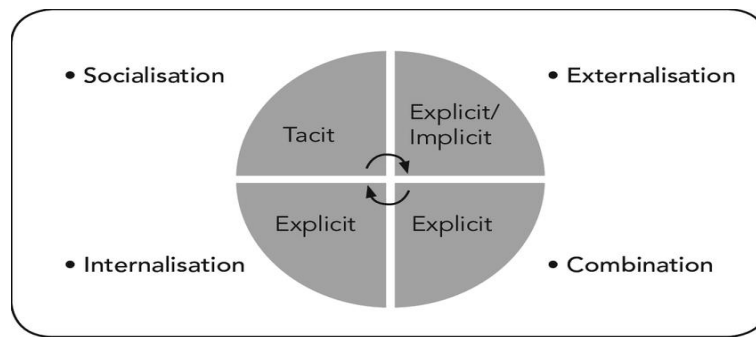 • Socialisation
• Externalisation
Tacit
Explicit/
Implicit
Explicit
Explicit
• Internalisation
• Combination